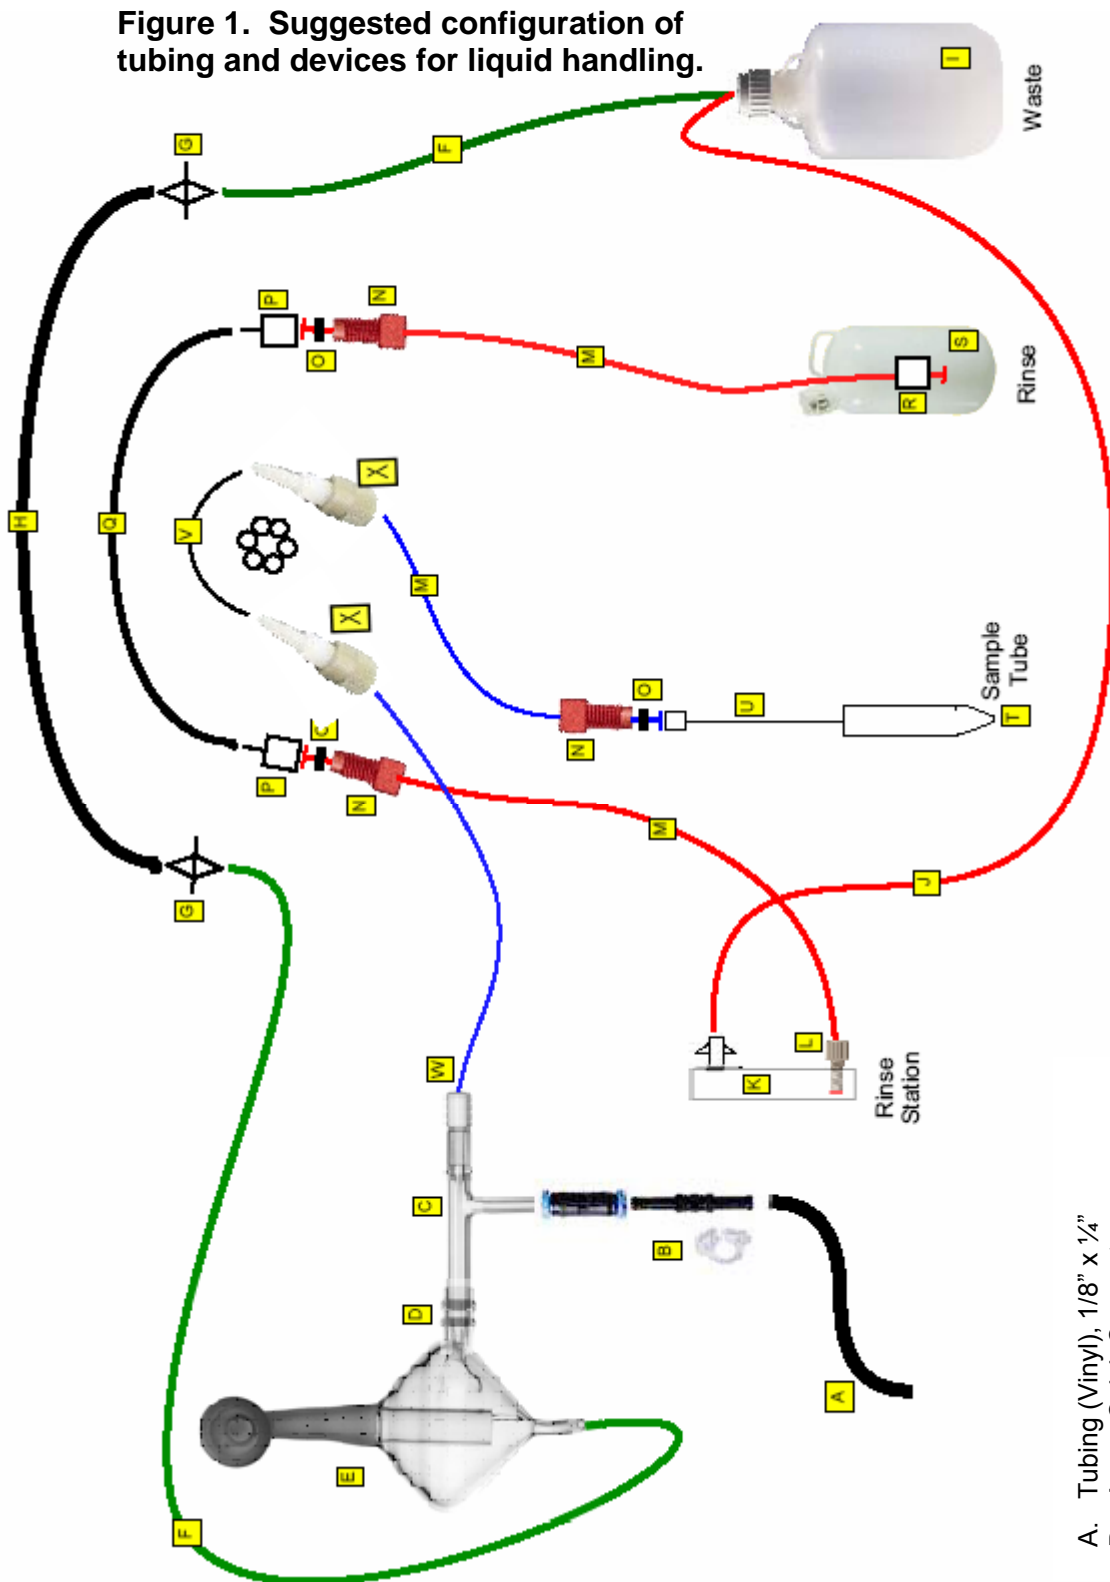 Figure 1.  Suggested configuration of
tubing and devices for liquid handling.
I
Waste
F
G
H
P
N
O
M
S
R
Rinse
Q
V
X
X
M
N
O
U
Sample
Tube
T
P
C
N
M
J
G
W
L
K
Rinse
Station
C
D
B
E
F
A
A.   Tubing (Vinyl), 1/8” x ¼”